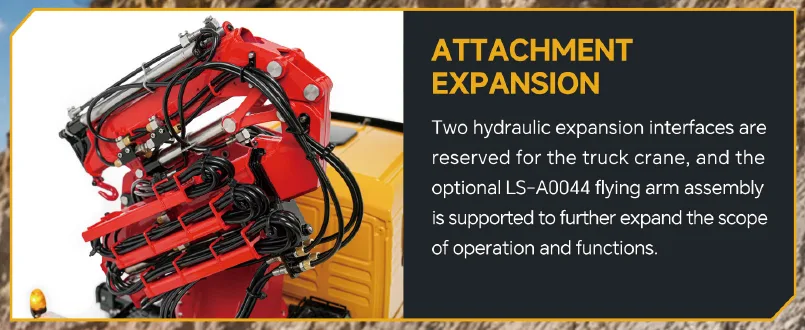 ATTACHMENT
EXPANSION
Two hydraulic expansion interfaces are
reserved for the truck crane, and the
optional LS-A0044 flying arm assembly
is supported to further expand the scope
of operation and functions.